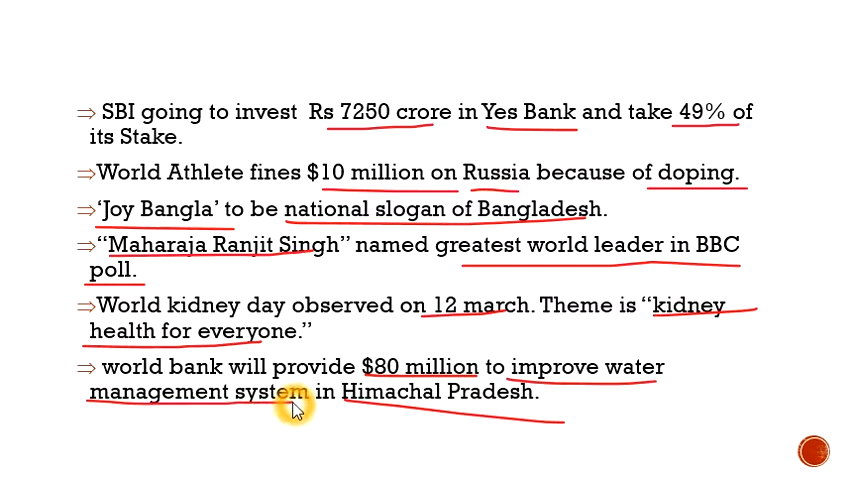 ⇒ SBI going to invest Rs 7250 crore in Yes Bank and take 49% of
its Stake.
⇒World Athlete fines $10 million on Russia because of doping.
⇒‘Joy Bangla’ to be national slogan of Bangladesh.
⇒“Maharaja Ranjit Singh” named greatest world leader in BBC
poll.
⇒World kidney day observed on 12 march. Theme is “kidney
health for everyone.”
⇒ world bank will provide $80 million to improve water
management system in Himachal Pradesh.